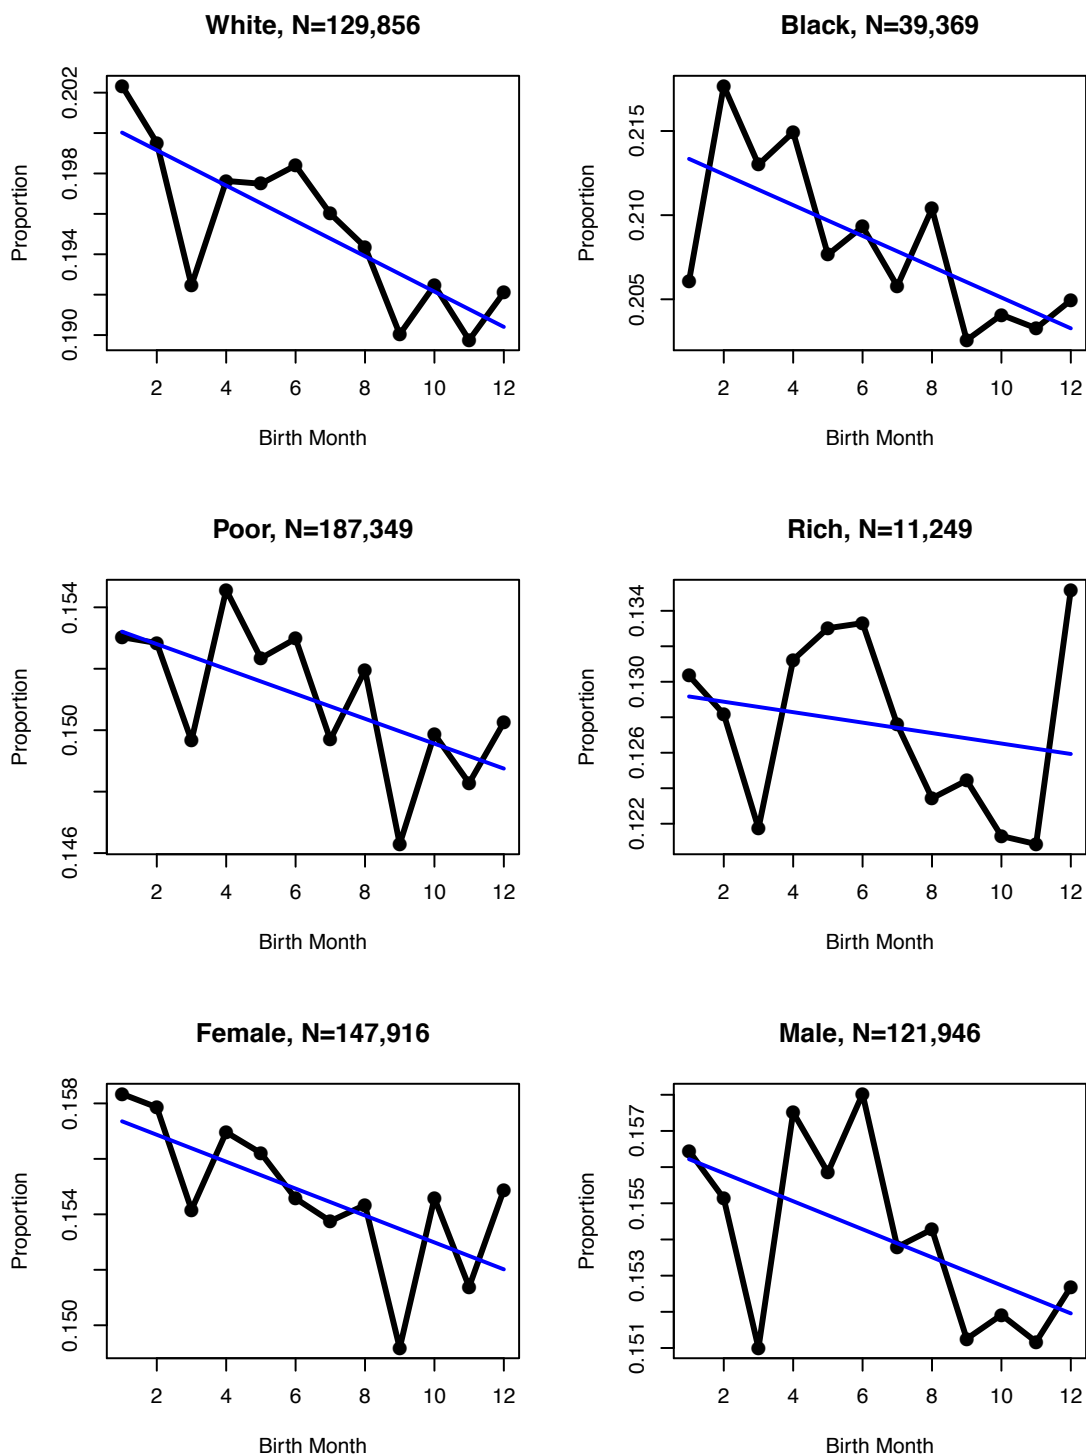 White, N=129,856
Proportion
0.190 0.194 0.198 0.202
2 4 6 8 10 12
Birth Month
Black, N=39,369
Proportion
0.205 0.210 0.215
2 4 6 8 10 12
Birth Month
Poor, N=187,349
Proportion
0.146 0.150 0.154
2 4 6 8 10 12
Birth Month
Rich, N=11,249
Proportion
0.122 0.126 0.130 0.134
2 4 6 8 10 12
Birth Month
Female, N=147,916
Proportion
0.150 0.154 0.158
2 4 6 8 10 12
Birth Month
Male, N=121,946
Proportion
0.151 0.153 0.155 0.157
2 4 6 8 10 12
Birth Month